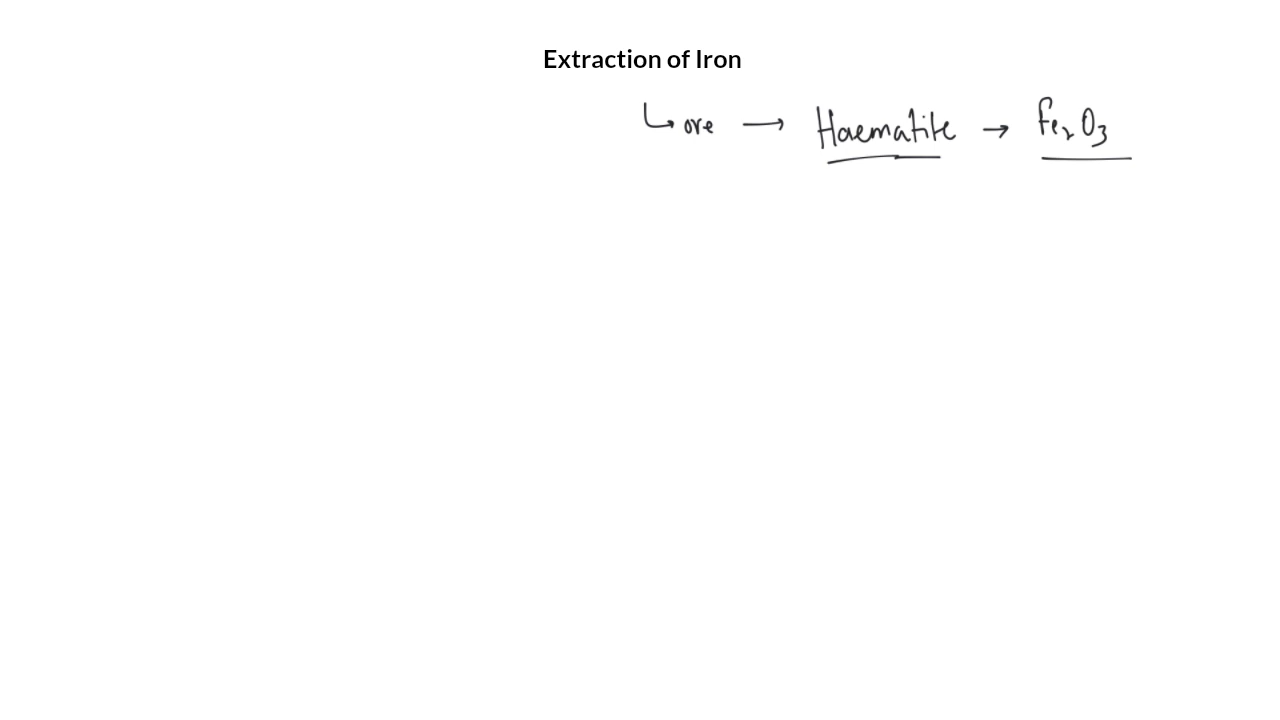 Extraction of Iron
↳ ore → Haematite → Fe₂O₃